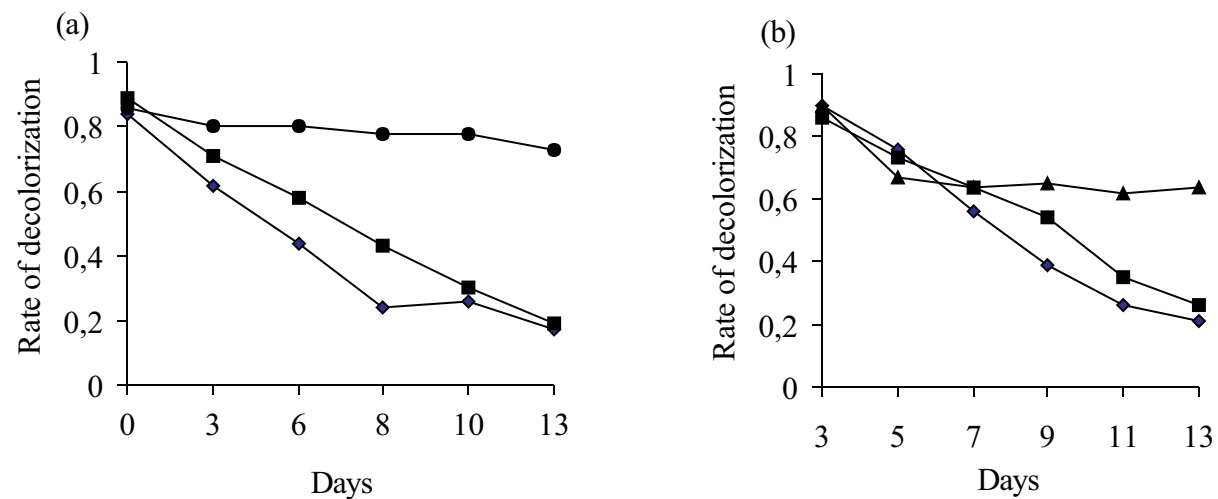 (a)
Rate of decolorization
1
0,8
0,6
0,4
0,2
0
0 3 6 8 10 13
Days
(b)
Rate of decolorization
1
0,8
0,6
0,4
0,2
0
3 5 7 9 11 13
Days